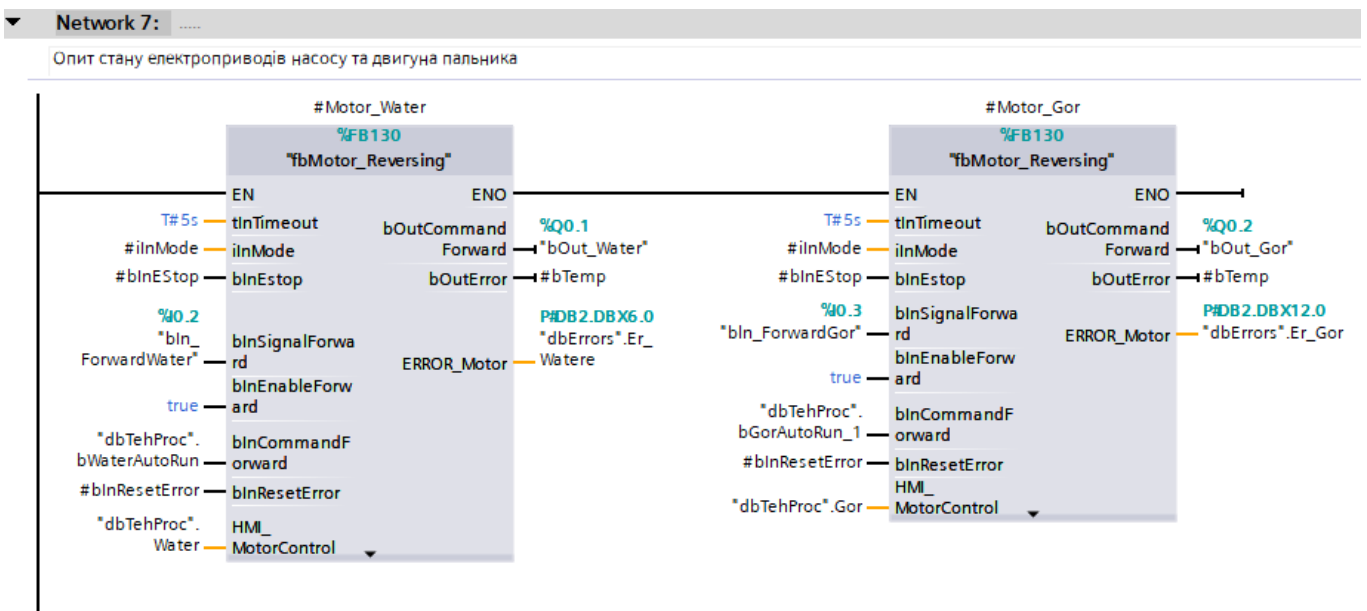 Network 7: .....
Опит стану електроприводів насосу та двигуна пальника
#Motor_Water
%FB130
"fbMotor_Reversing"
EN ENO
T#5s tInTimeout
bOutCommand
Forward
%Q0.1
"bOut_Water"
#iInMode iInMode
#bInEStop bInEstop
bOutError #bTemp
%I0.2
"bIn_
ForwardWater"
bInSignalForwa
rd
ERROR_Motor
P#DB2.DBX6.0
"dbErrors".Er_
Watere
true
bInEnableForw
ard
"dbTehProc".
bWaterAutoRun
bInCommandF
orward
#bInResetError bInResetError
"dbTehProc".
Water
HMI_
MotorControl
#Motor_Gor
%FB130
"fbMotor_Reversing"
EN ENO
T#5s tInTimeout
bOutCommand
Forward
%Q0.2
"bOut_Gor"
#iInMode iInMode
#bInEStop bInEstop
bOutError #bTemp
%I0.3
"bIn_ForwardGor"
bInSignalForwa
rd
ERROR_Motor
P#DB2.DBX12.0
"dbErrors".Er_Gor
true
bInEnableForw
ard
"dbTehProc".
bGorAutoRun_1
bInCommandF
orward
#bInResetError bInResetError
"dbTehProc".Gor
HMI_
MotorControl